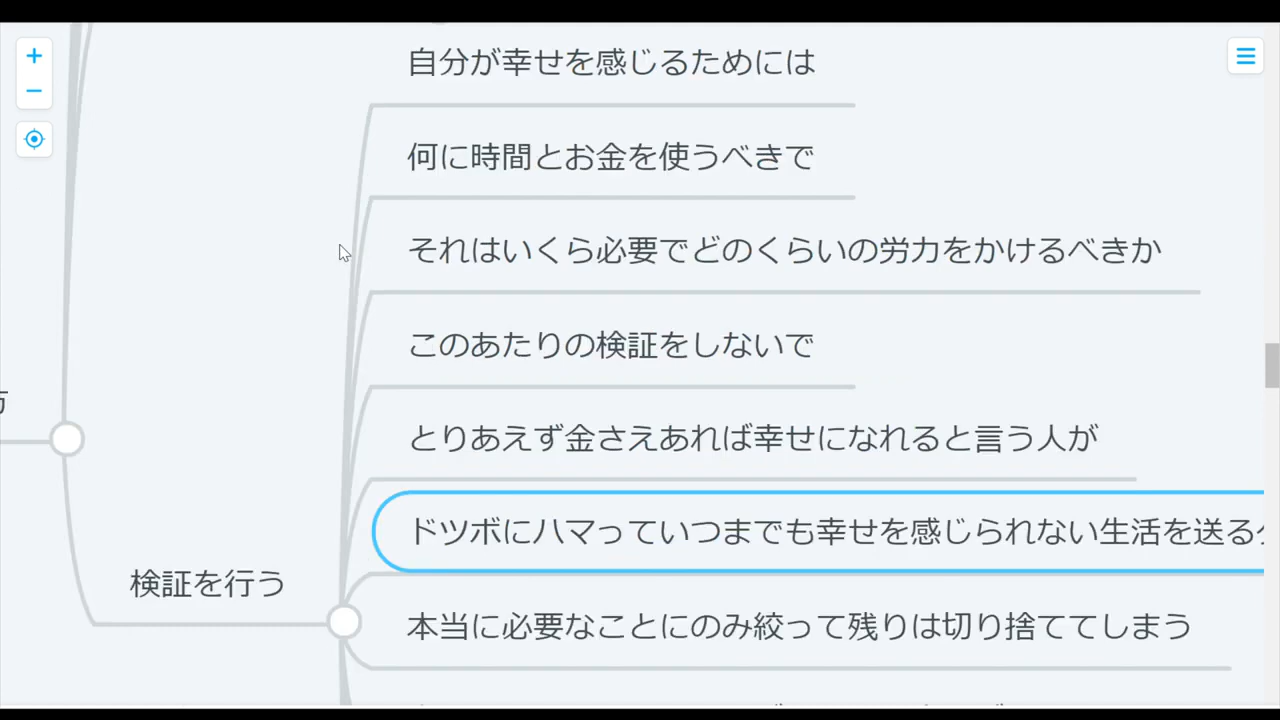 自分が幸せを感じるためには
何に時間とお金を使うべきで
それはいくら必要でどのくらいの労力をかけるべきか
このあたりの検証をしないで
とりあえず金さえあれば幸せになれると言う人が
ドツボにハマっていつまでも幸せを感じられない生活を送る
検証を行う
本当に必要なことにのみ絞って残りは切り捨ててしまう